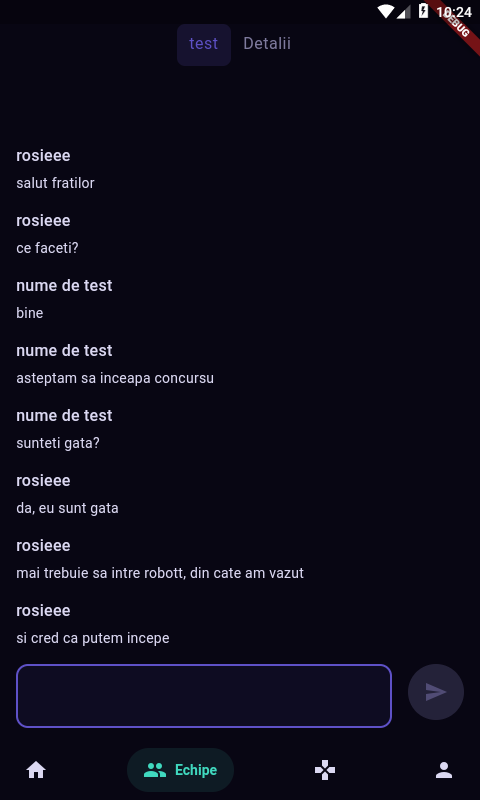 10:24
DEBUG
test Detalii
rosieee
salut fratilor
rosieee
ce faceti?
nume de test
bine
nume de test
asteptam sa inceapa concursu
nume de test
sunteti gata?
rosieee
da, eu sunt gata
rosieee
mai trebuie sa intre robott, din cate am vazut
rosieee
si cred ca putem incepe
Echipe